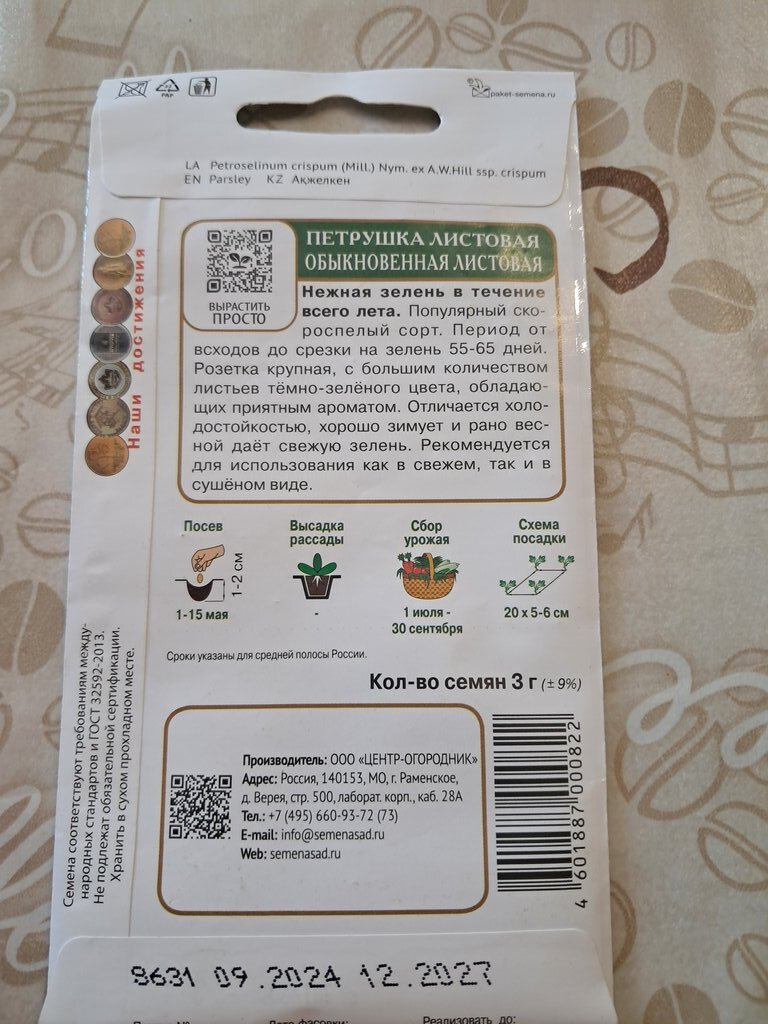 PAP
paket-semena.ru
LA Petroselinum crispum (Mill.) Nym. ex A.W.Hill ssp. crispum
EN Parsley KZ Ақжелкен
Наши достижения
ВЫРАСТИТЬ
ПРОСТО
ПЕТРУШКА ЛИСТОВАЯ
ОБЫКНОВЕННАЯ ЛИСТОВАЯ
Нежная зелень в течение
всего лета. Популярный ско-
роспелый сорт. Период от
всходов до срезки на зелень 55-65 дней.
Розетка крупная, с большим количеством
листьев тёмно-зелёного цвета, обладаю-
щих приятным ароматом. Отличается холо-
достойкостью, хорошо зимует и рано вес-
ной даёт свежую зелень. Рекомендуется
для использования как в свежем, так и в
сушёном виде.
Посев
1-2 см
1-15 мая
Высадка
рассады
-
Сбор
урожая
1 июля -
30 сентября
Схема
посадки
20 x 5-6 см
Сроки указаны для средней полосы России.
Кол-во семян 3 г (± 9%)
Семена соответствуют требованиям между-
народных стандартов и ГОСТ 32592-2013.
Не подлежат обязательной сертификации.
Хранить в сухом прохладном месте.
Производитель: ООО «ЦЕНТР-ОГОРОДНИК»
Адрес: Россия, 140153, МО, г. Раменское,
д. Верея, стр. 500, лаборат. корп., каб. 28А
Тел.: +7 (495) 660-93-72 (73)
E-mail: info@semenasad.ru
Web: semenasad.ru
4 601887 000822
8631 09.2024 12.2027
Дата фасовки:
Реализовать до: